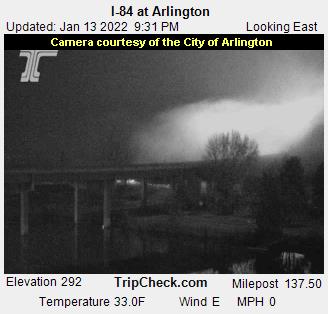 I-84 at Arlington
Updated: Jan 13 2022 9:31 PM Looking East
Camera courtesy of the City of Arlington
Elevation 292 TripCheck.com Milepost 137.50
Temperature 33.0F Wind E MPH 0